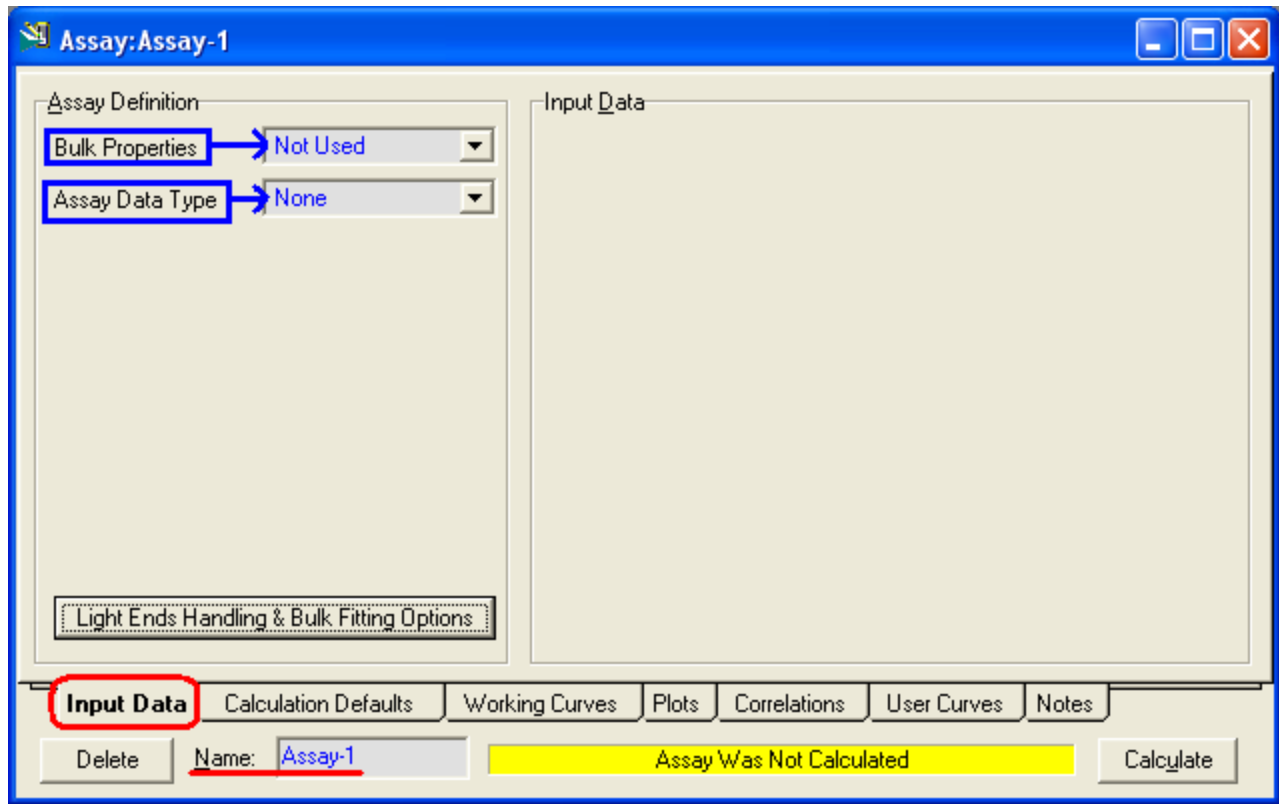 Assay:Assay-1
Assay Definition
Input Data
Bulk Properties Not Used
Assay Data Type None
Light Ends Handling & Bulk Fitting Options
Input Data Calculation Defaults Working Curves Plots Correlations User Curves Notes
Delete Name: Assay-1 Assay Was Not Calculated Calculate